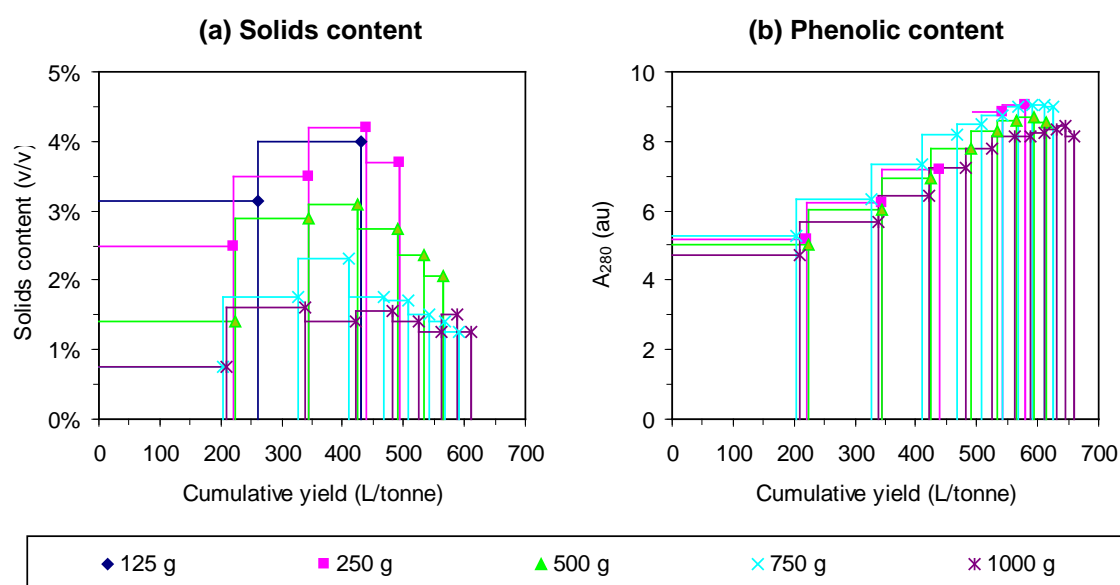 (a) Solids content
(b) Phenolic content
5%
4%
3%
2%
1%
0%
Solids content (v/v)
0 100 200 300 400 500 600 700
Cumulative yield (L/tonne)
10
8
6
4
2
0
A280 (au)
0 100 200 300 400 500 600 700
Cumulative yield (L/tonne)
125 g 250 g 500 g 750 g 1000 g